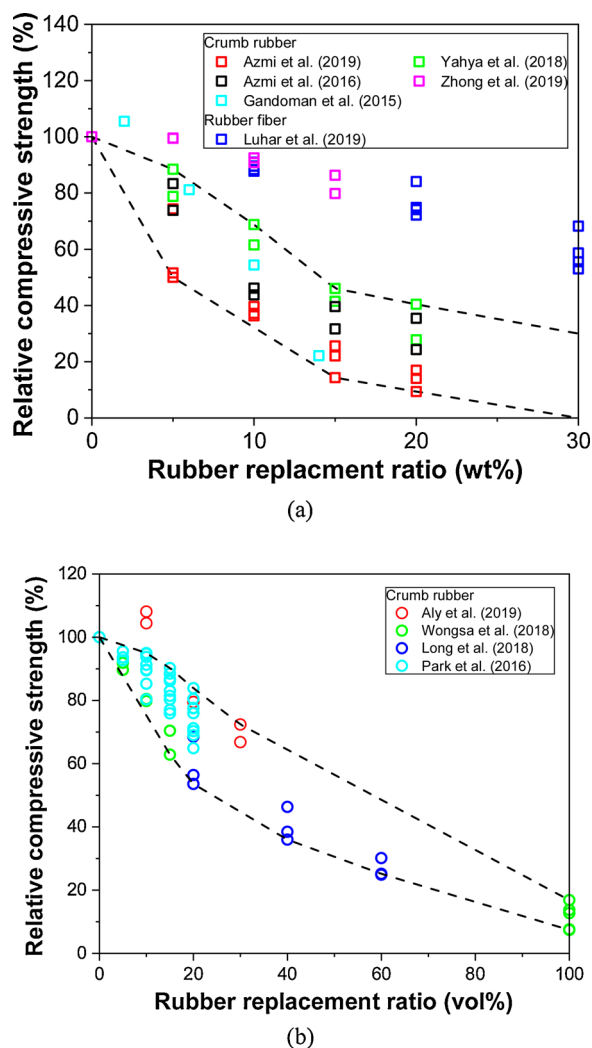 140
120
100
80
60
40
20
0
Relative compressive strength (%)
Crumb rubber
Azmi et al. (2019) Yahya et al. (2018)
Azmi et al. (2016) Zhong et al. (2019)
Gandoman et al. (2015)
Rubber fiber
Luhar et al. (2019)
0 10 20 30
Rubber replacment ratio (wt%)
(a)
120
100
80
60
40
20
0
Relative compressive strength (%)
Crumb rubber
Aly et al. (2019)
Wongsa et al. (2018)
Long et al. (2018)
Park et al. (2016)
0 20 40 60 80 100
Rubber replacement ratio (vol%)
(b)